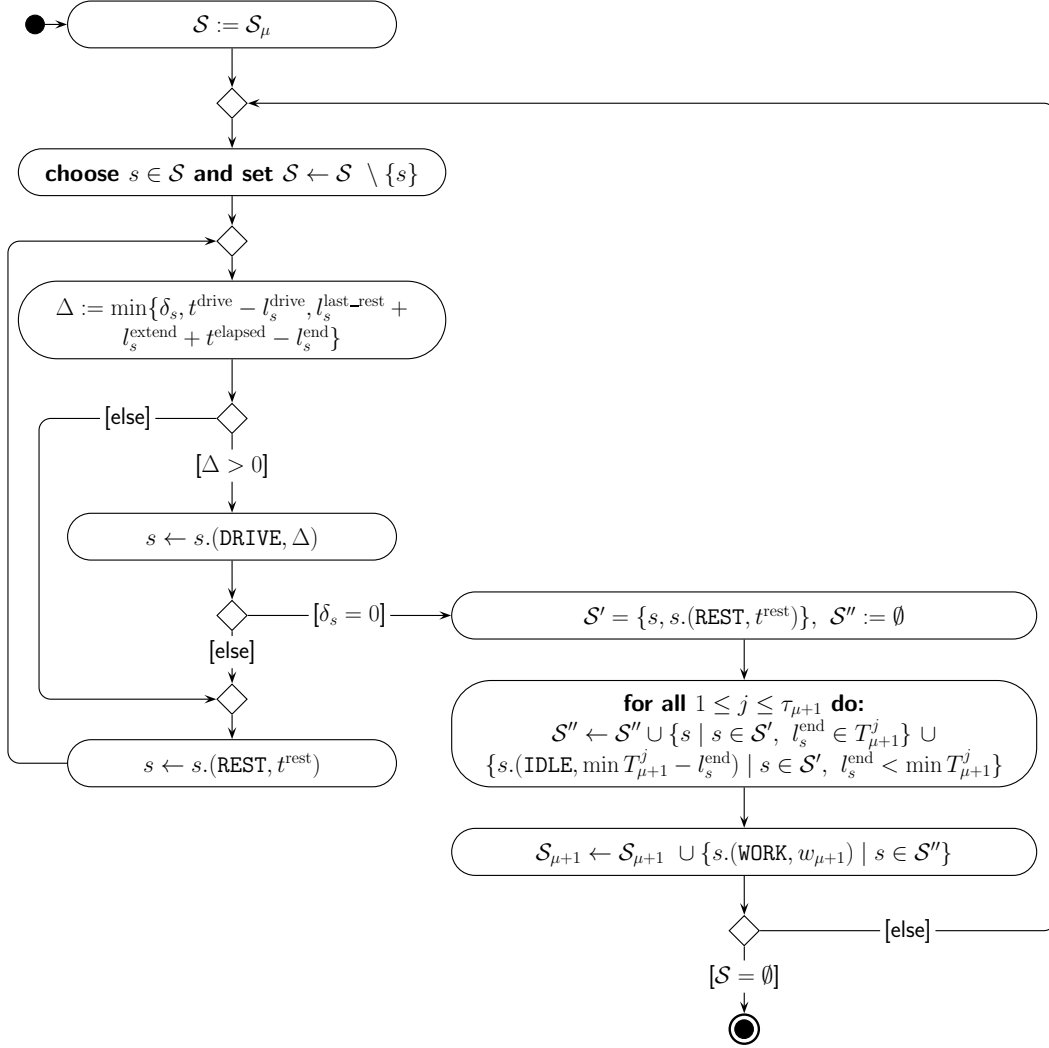 𝒮 := 𝒮_μ
choose s ∈ 𝒮 and set 𝒮 ← 𝒮 \ {s}
Δ := min{δ_s, t^drive − l_s^drive, l_s^last_rest +
l_s^extend + t^elapsed − l_s^end}
[else]
[Δ > 0]
s ← s.(DRIVE, Δ)
[δ_s = 0]
[else]
s ← s.(REST, t^rest)
𝒮′ = {s, s.(REST, t^rest)}, 𝒮″ := ∅
for all 1 ≤ j ≤ τ_{μ+1} do:
𝒮″ ← 𝒮″ ∪ {s | s ∈ 𝒮′, l_s^end ∈ T_{μ+1}^j} ∪
{s.(IDLE, min T_{μ+1}^j − l_s^end) | s ∈ 𝒮′, l_s^end < min T_{μ+1}^j}
𝒮_{μ+1} ← 𝒮_{μ+1} ∪ {s.(WORK, w_{μ+1}) | s ∈ 𝒮″}
[else]
[𝒮 = ∅]